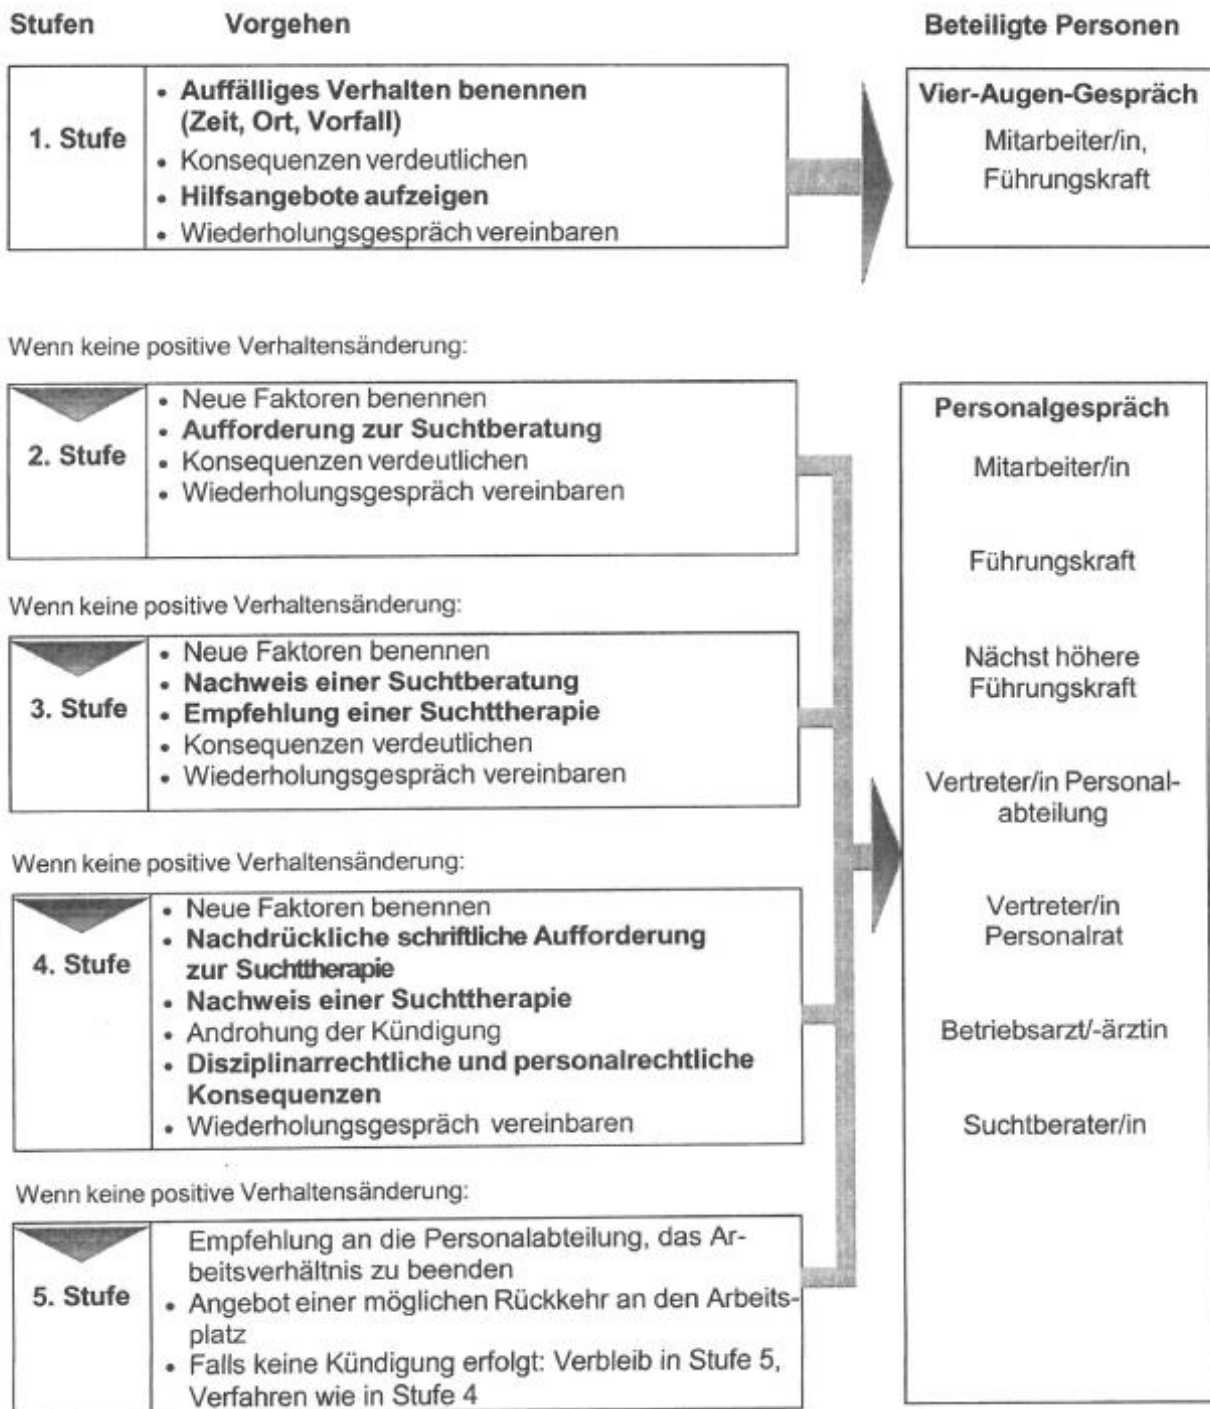 Stufen Vorgehen Beteiligte Personen
1. Stufe
• Auffälliges Verhalten benennen
(Zeit, Ort, Vorfall)
• Konsequenzen verdeutlichen
• Hilfsangebote aufzeigen
• Wiederholungsgespräch vereinbaren
Vier-Augen-Gespräch
Mitarbeiter/in,
Führungskraft
Wenn keine positive Verhaltensänderung:
2. Stufe
• Neue Faktoren benennen
• Aufforderung zur Suchtberatung
• Konsequenzen verdeutlichen
• Wiederholungsgespräch vereinbaren
Wenn keine positive Verhaltensänderung:
3. Stufe
• Neue Faktoren benennen
• Nachweis einer Suchtberatung
• Empfehlung einer Suchttherapie
• Konsequenzen verdeutlichen
• Wiederholungsgespräch vereinbaren
Wenn keine positive Verhaltensänderung:
4. Stufe
• Neue Faktoren benennen
• Nachdrückliche schriftliche Aufforderung
zur Suchttherapie
• Nachweis einer Suchttherapie
• Androhung der Kündigung
• Disziplinarrechtliche und personalrechtliche
Konsequenzen
• Wiederholungsgespräch vereinbaren
Wenn keine positive Verhaltensänderung:
5. Stufe
Empfehlung an die Personalabteilung, das Ar-
beitsverhältnis zu beenden
• Angebot einer möglichen Rückkehr an den Arbeits-
platz
• Falls keine Kündigung erfolgt: Verbleib in Stufe 5,
Verfahren wie in Stufe 4
Personalgespräch
Mitarbeiter/in
Führungskraft
Nächst höhere
Führungskraft
Vertreter/in Personal-
abteilung
Vertreter/in
Personalrat
Betriebsarzt/-ärztin
Suchtberater/in